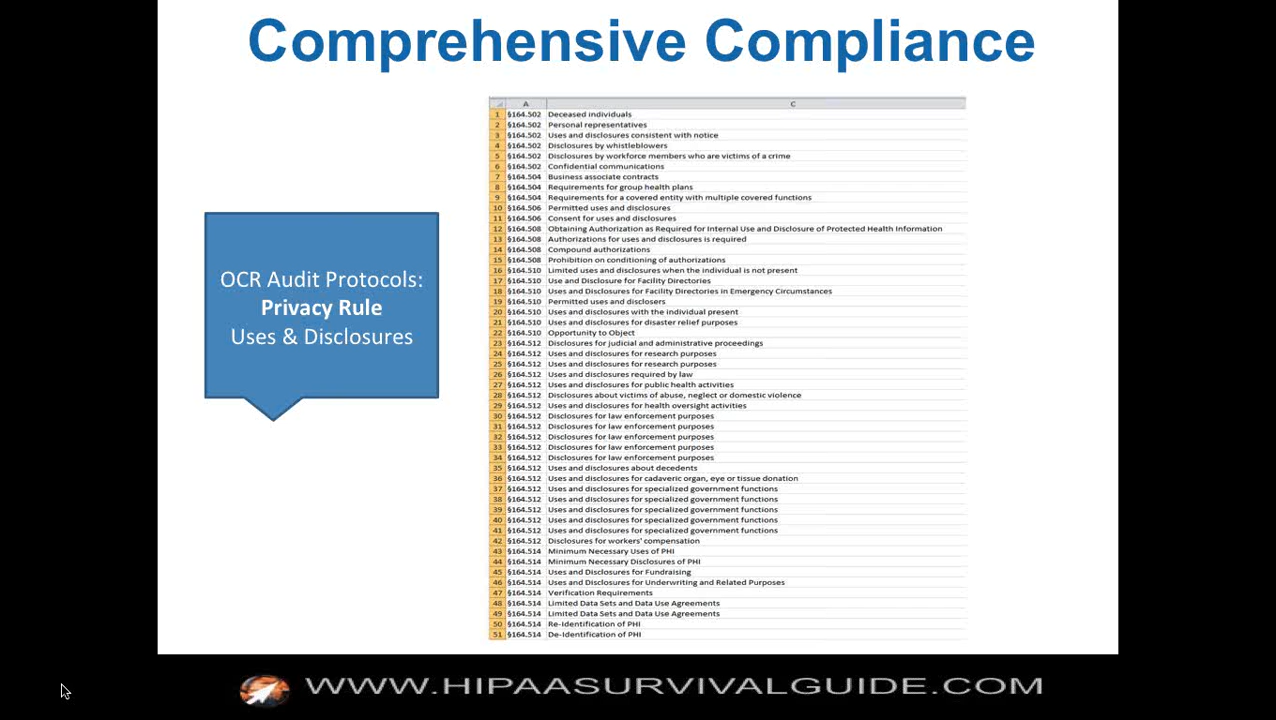 Comprehensive Compliance
OCR Audit Protocols:
Privacy Rule
Uses & Disclosures
A C
1 §164.502 Deceased individuals
2 §164.502 Personal representatives
3 §164.502 Uses and disclosures consistent with notice
4 §164.502 Disclosures by whistleblowers
5 §164.502 Disclosures by workforce members who are victims of a crime
6 §164.502 Confidential communications
7 §164.504 Business associate contracts
8 §164.504 Requirements for group health plans
9 §164.504 Requirements for a covered entity with multiple covered functions
10 §164.506 Permitted uses and disclosures
11 §164.506 Consent for uses and disclosures
12 §164.508 Obtaining Authorization as Required for Internal Use and Disclosure of Protected Health Information
13 §164.508 Authorizations for uses and disclosures is required
14 §164.508 Compound authorizations
15 §164.508 Prohibition on conditioning of authorizations
16 §164.510 Limited uses and disclosures when the individual is not present
17 §164.510 Use and Disclosure for Facility Directories
18 §164.510 Uses and Disclosures for Facility Directories in Emergency Circumstances
19 §164.510 Permitted uses and disclosers
20 §164.510 Uses and disclosures with the individual present
21 §164.510 Uses and disclosures for disaster relief purposes
22 §164.510 Opportunity to Object
23 §164.512 Disclosures for judicial and administrative proceedings
24 §164.512 Uses and disclosures for research purposes
25 §164.512 Uses and disclosures for research purposes
26 §164.512 Uses and disclosures required by law
27 §164.512 Uses and disclosures for public health activities
28 §164.512 Disclosures about victims of abuse, neglect or domestic violence
29 §164.512 Uses and disclosures for health oversight activities
30 §164.512 Disclosures for law enforcement purposes
31 §164.512 Disclosures for law enforcement purposes
32 §164.512 Disclosures for law enforcement purposes
33 §164.512 Disclosures for law enforcement purposes
34 §164.512 Disclosures for law enforcement purposes
35 §164.512 Uses and disclosures about decedents
36 §164.512 Uses and disclosures for cadaveric organ, eye or tissue donation
37 §164.512 Uses and disclosures for specialized government functions
38 §164.512 Uses and disclosures for specialized government functions
39 §164.512 Uses and disclosures for specialized government functions
40 §164.512 Uses and disclosures for specialized government functions
41 §164.512 Uses and disclosures for specialized government functions
42 §164.512 Disclosures for workers' compensation
43 §164.514 Minimum Necessary Uses of PHI
44 §164.514 Minimum Necessary Disclosures of PHI
45 §164.514 Uses and Disclosures for Fundraising
46 §164.514 Uses and Disclosures for Underwriting and Related Purposes
47 §164.514 Verification Requirements
48 §164.514 Limited Data Sets and Data Use Agreements
49 §164.514 Limited Data Sets and Data Use Agreements
50 §164.514 Re-Identification of PHI
51 §164.514 De-Identification of PHI
WWW.HIPAASURVIVALGUIDE.COM